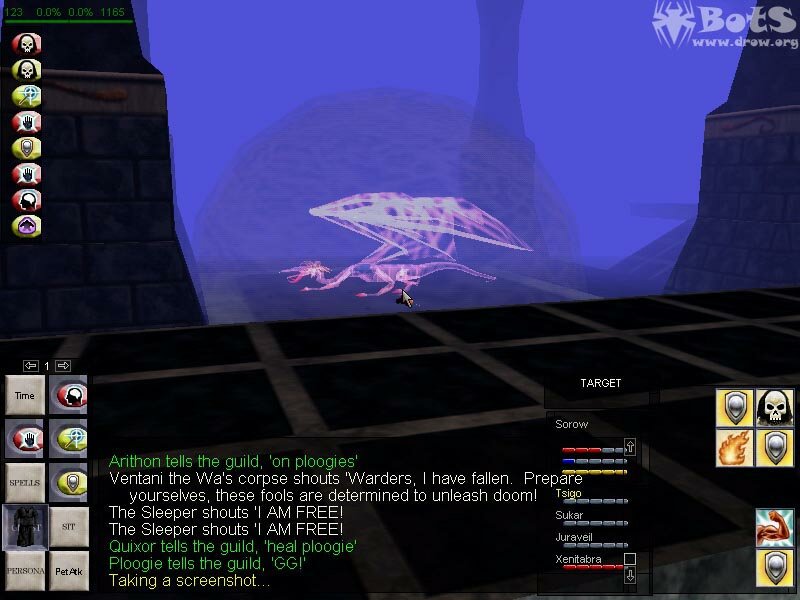 123 0.0% 0.0% 1165
BotS
www.drow.org
1
Time
SPELLS
SIT
PERSONA
PetAtk
Arithon tells the guild, 'on ploogies'
Ventani the Wa's corpse shouts 'Warders, I have fallen. Prepare
yourselves, these fools are determined to unleash doom!
The Sleeper shouts 'I AM FREE!
The Sleeper shouts 'I AM FREE!
Quixor tells the guild, 'heal ploogie'
Ploogie tells the guild, 'GG!'
Taking a screenshot...
TARGET
Sorow
Tsigo
Sukar
Juraveil
Xenitabra